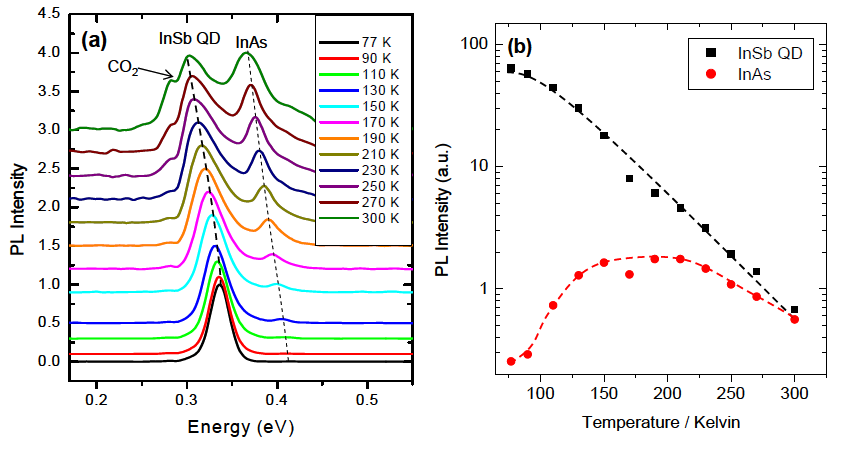 (a)
InSb QD
InAs
CO2
77 K
90 K
110 K
130 K
150 K
170 K
190 K
210 K
230 K
250 K
270 K
300 K
4.5
4.0
3.5
3.0
2.5
2.0
1.5
1.0
0.5
0.0
PL Intensity
0.2
0.3
0.4
0.5
Energy (eV)
(b)
InSb QD
InAs
100
10
1
PL Intensity (a.u.)
100
150
200
250
300
Temperature / Kelvin